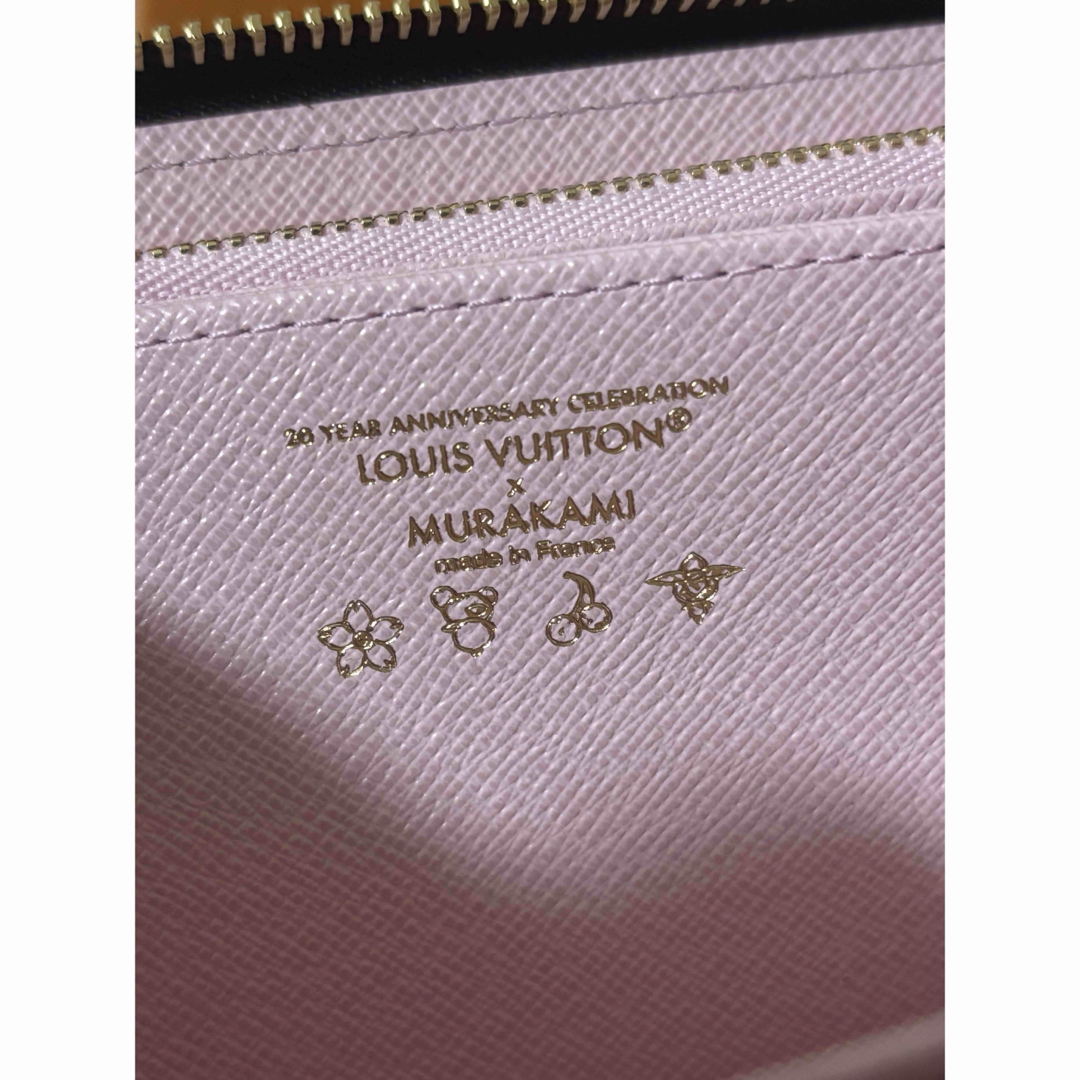 20 YEAR ANNIVERSARY CELEBRATION
LOUIS VUITTON®
x
MURAKAMI
made in France